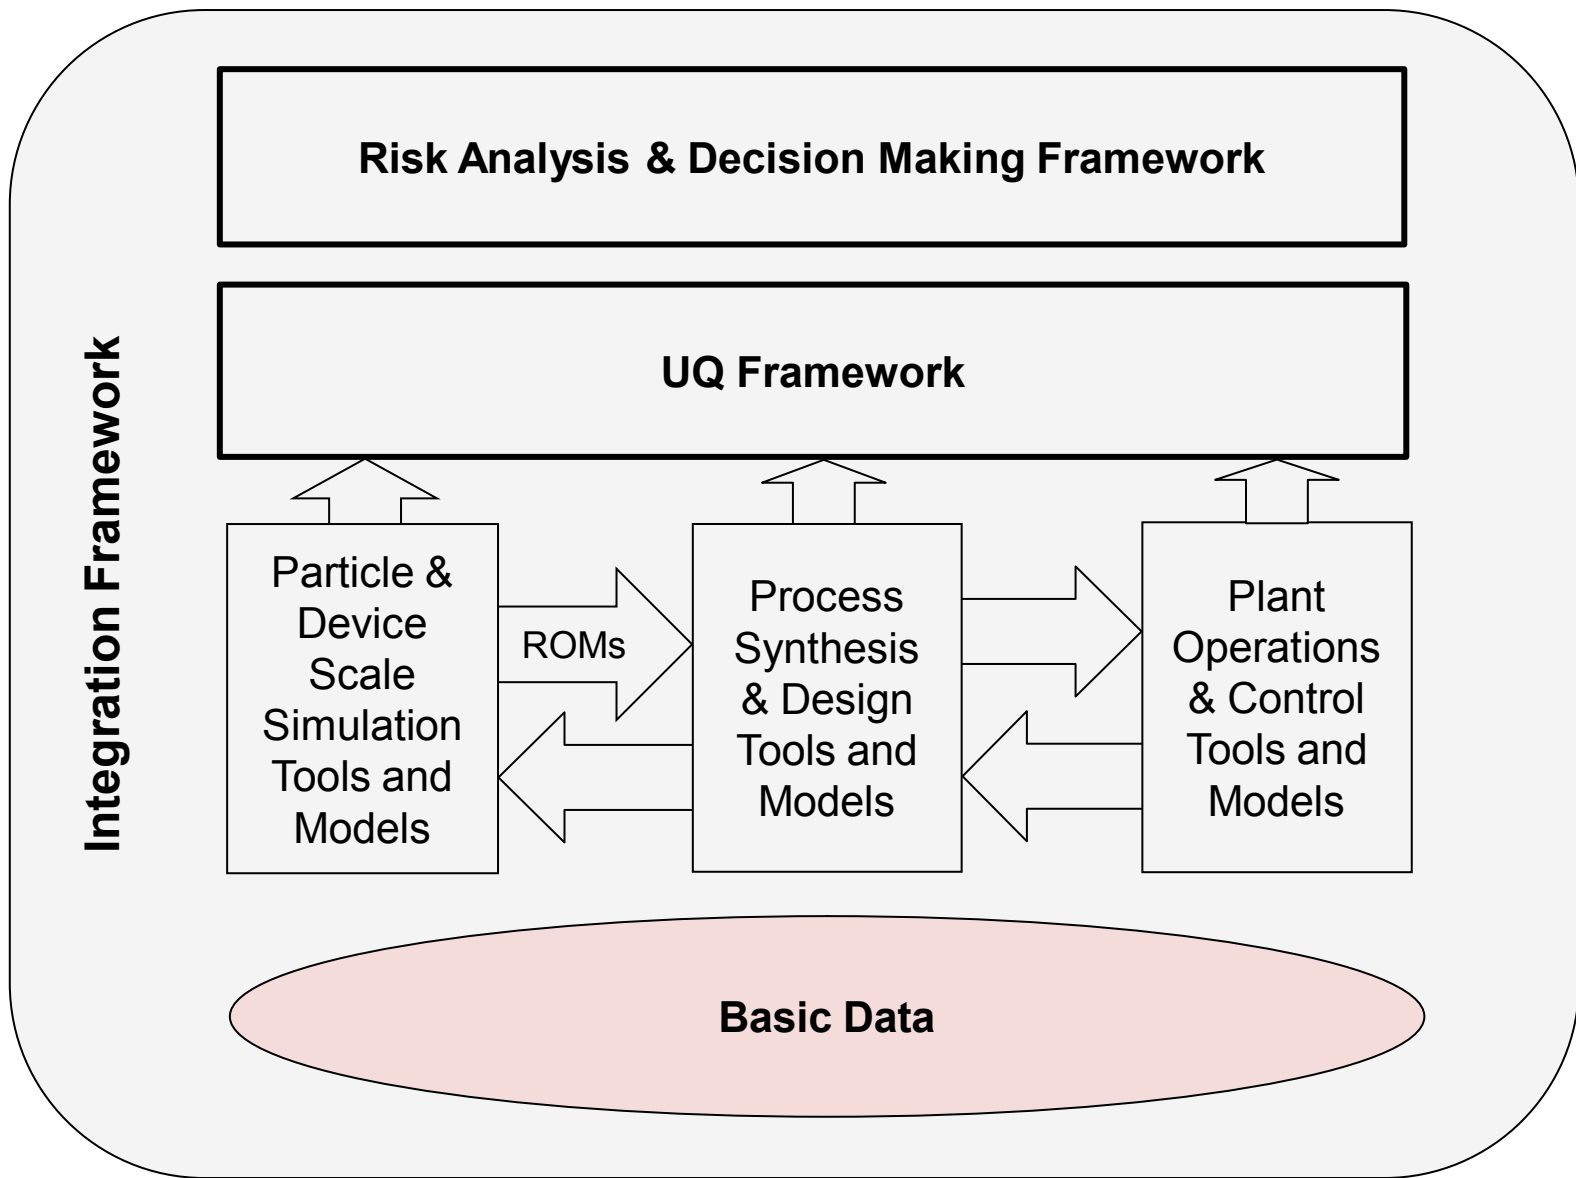 Risk Analysis & Decision Making Framework
UQ Framework
Integration Framework
Particle &
Device
Scale
Simulation
Tools and
Models
ROMs
Process
Synthesis
& Design
Tools and
Models
Plant
Operations
& Control
Tools and
Models
Basic Data